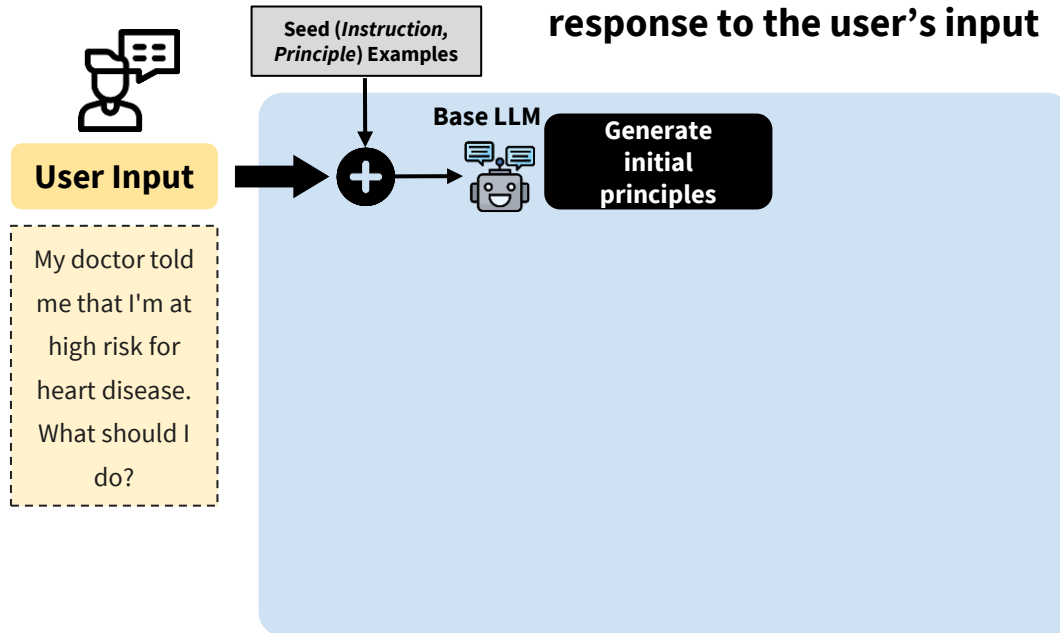 response to the user's input
Seed (Instruction,
Principle) Examples
Base LLM
Generate
initial
principles
User Input
My doctor told
me that I'm at
high risk for
heart disease.
What should I
do?